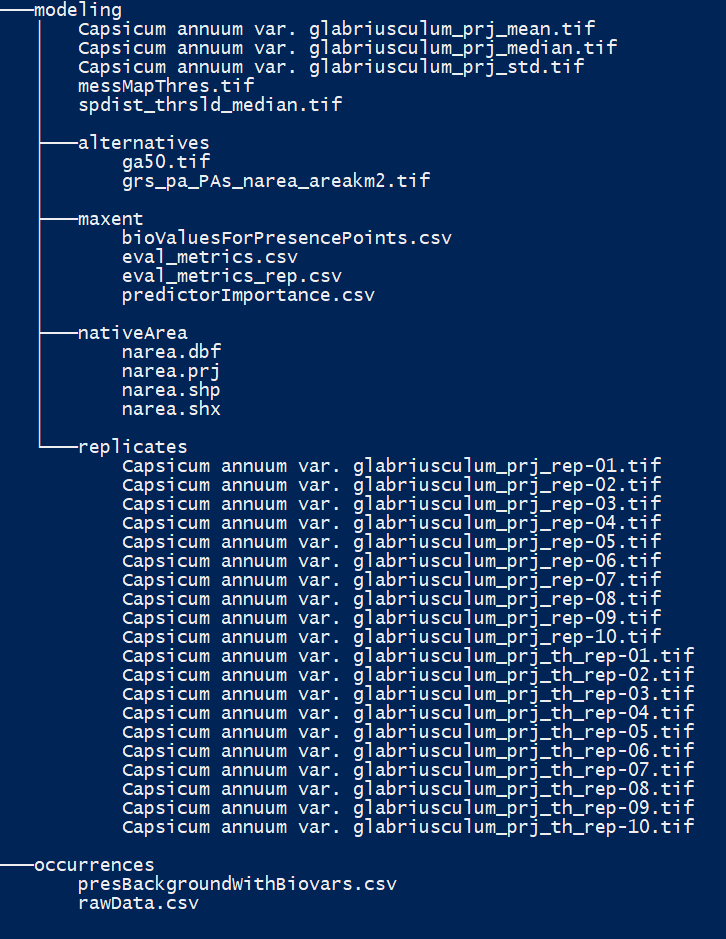 modeling
Capsicum annuum var. glabriusculum_prj_mean.tif
Capsicum annuum var. glabriusculum_prj_median.tif
Capsicum annuum var. glabriusculum_prj_std.tif
messMapThres.tif
spdist_thrsld_median.tif
alternatives
ga50.tif
grs_pa_PAs_narea_areakm2.tif
maxent
bioValuesForPresencePoints.csv
eval_metrics.csv
eval_metrics_rep.csv
predictorImportance.csv
nativeArea
narea.dbf
narea.prj
narea.shp
narea.shx
replicates
Capsicum annuum var. glabriusculum_prj_rep-01.tif
Capsicum annuum var. glabriusculum_prj_rep-02.tif
Capsicum annuum var. glabriusculum_prj_rep-03.tif
Capsicum annuum var. glabriusculum_prj_rep-04.tif
Capsicum annuum var. glabriusculum_prj_rep-05.tif
Capsicum annuum var. glabriusculum_prj_rep-06.tif
Capsicum annuum var. glabriusculum_prj_rep-07.tif
Capsicum annuum var. glabriusculum_prj_rep-08.tif
Capsicum annuum var. glabriusculum_prj_rep-09.tif
Capsicum annuum var. glabriusculum_prj_rep-10.tif
Capsicum annuum var. glabriusculum_prj_th_rep-01.tif
Capsicum annuum var. glabriusculum_prj_th_rep-02.tif
Capsicum annuum var. glabriusculum_prj_th_rep-03.tif
Capsicum annuum var. glabriusculum_prj_th_rep-04.tif
Capsicum annuum var. glabriusculum_prj_th_rep-05.tif
Capsicum annuum var. glabriusculum_prj_th_rep-06.tif
Capsicum annuum var. glabriusculum_prj_th_rep-07.tif
Capsicum annuum var. glabriusculum_prj_th_rep-08.tif
Capsicum annuum var. glabriusculum_prj_th_rep-09.tif
Capsicum annuum var. glabriusculum_prj_th_rep-10.tif
occurrences
presBackgroundWithBiovars.csv
rawData.csv